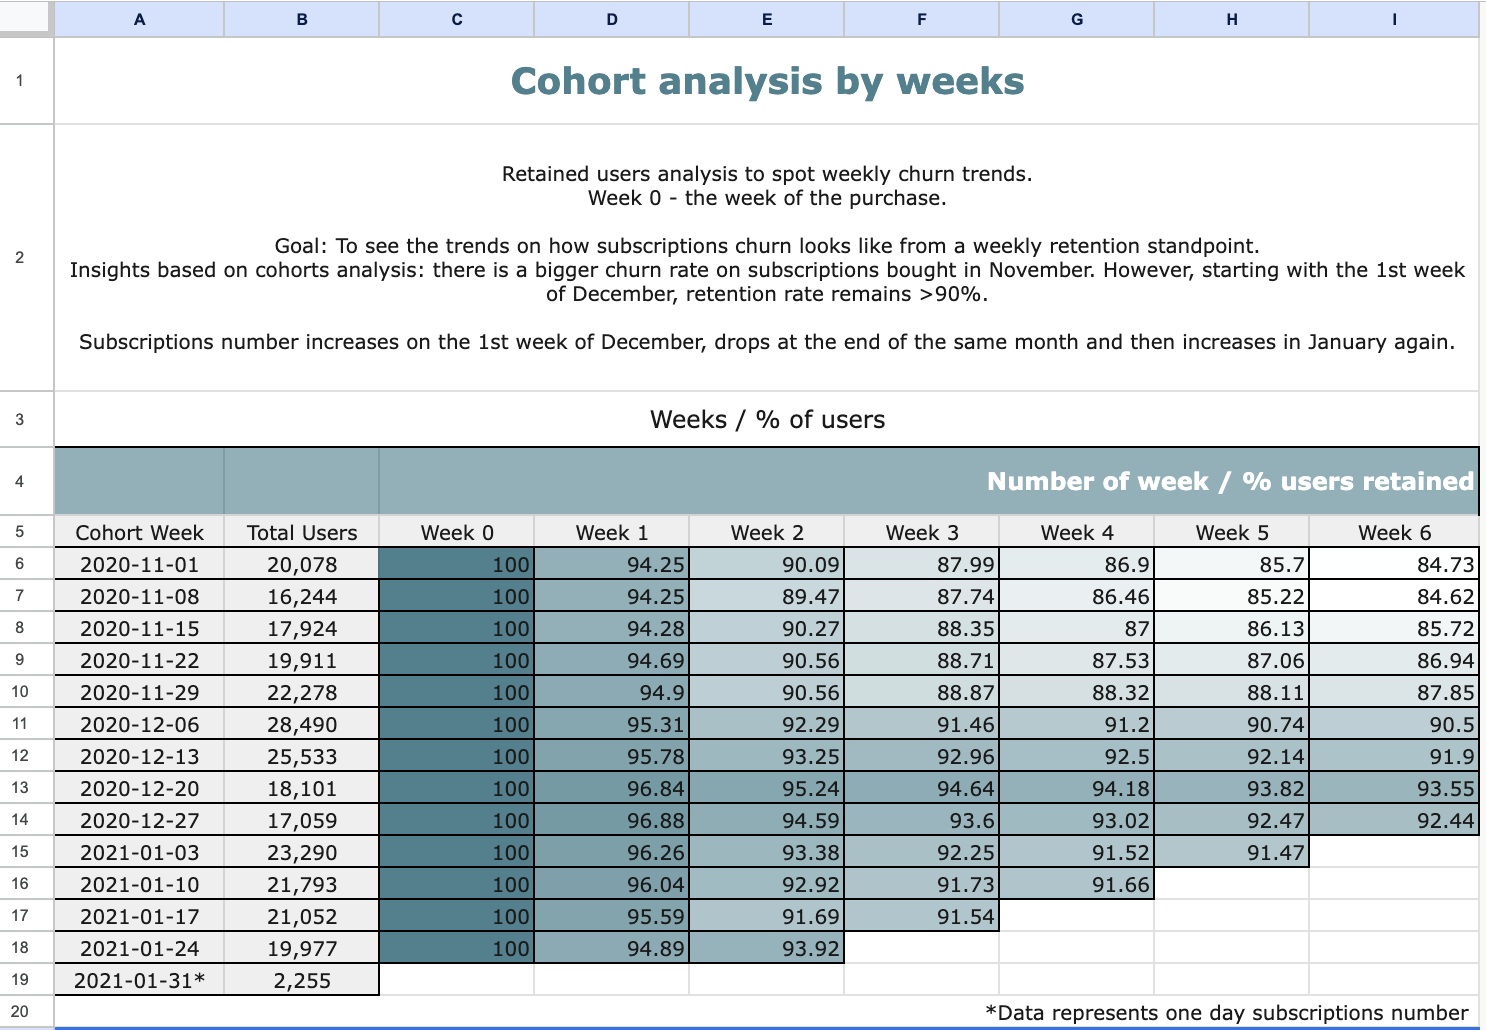 A B C D E F G H I
1 Cohort analysis by weeks
Retained users analysis to spot weekly churn trends.
Week 0 - the week of the purchase.
2 Goal: To see the trends on how subscriptions churn looks like from a weekly retention standpoint.
Insights based on cohorts analysis: there is a bigger churn rate on subscriptions bought in November. However, starting with the 1st week
of December, retention rate remains >90%.
Subscriptions number increases on the 1st week of December, drops at the end of the same month and then increases in January again.
3 Weeks / % of users
4 Number of week / % users retained
5 Cohort Week Total Users Week 0 Week 1 Week 2 Week 3 Week 4 Week 5 Week 6
6 2020-11-01 20,078 100 94.25 90.09 87.99 86.9 85.7 84.73
7 2020-11-08 16,244 100 94.25 89.47 87.74 86.46 85.22 84.62
8 2020-11-15 17,924 100 94.28 90.27 88.35 87 86.13 85.72
9 2020-11-22 19,911 100 94.69 90.56 88.71 87.53 87.06 86.94
10 2020-11-29 22,278 100 94.9 90.56 88.87 88.32 88.11 87.85
11 2020-12-06 28,490 100 95.31 92.29 91.46 91.2 90.74 90.5
12 2020-12-13 25,533 100 95.78 93.25 92.96 92.5 92.14 91.9
13 2020-12-20 18,101 100 96.84 95.24 94.64 94.18 93.82 93.55
14 2020-12-27 17,059 100 96.88 94.59 93.6 93.02 92.47 92.44
15 2021-01-03 23,290 100 96.26 93.38 92.25 91.52 91.47
16 2021-01-10 21,793 100 96.04 92.92 91.73 91.66
17 2021-01-17 21,052 100 95.59 91.69 91.54
18 2021-01-24 19,977 100 94.89 93.92
19 2021-01-31* 2,255
20 *Data represents one day subscriptions number